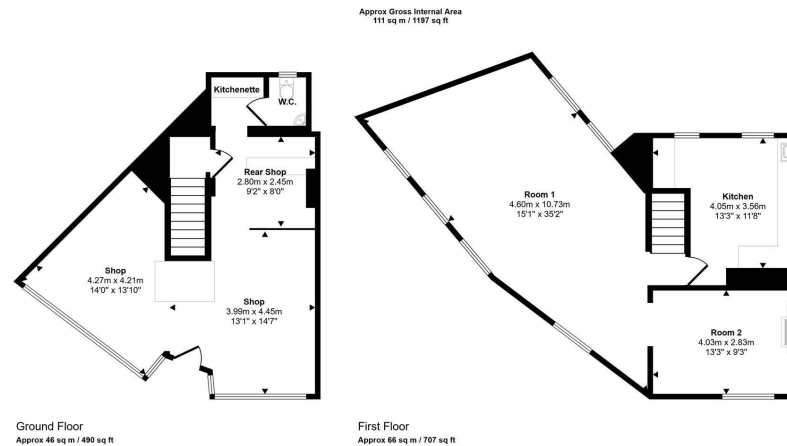 Approx Gross Internal Area
111 sq m / 1197 sq ft
Kitchenette
W.C.
Rear Shop
2.80m x 2.45m
9'2" x 8'0"
Shop
4.27m x 4.21m
14'0" x 13'10"
Shop
3.99m x 4.45m
13'1" x 14'7"
Ground Floor
Approx 46 sq m / 490 sq ft
Room 1
4.60m x 10.73m
15'1" x 35'2"
Kitchen
4.05m x 3.56m
13'3" x 11'8"
Room 2
4.03m x 2.83m
13'3" x 9'3"
First Floor
Approx 66 sq m / 707 sq ft